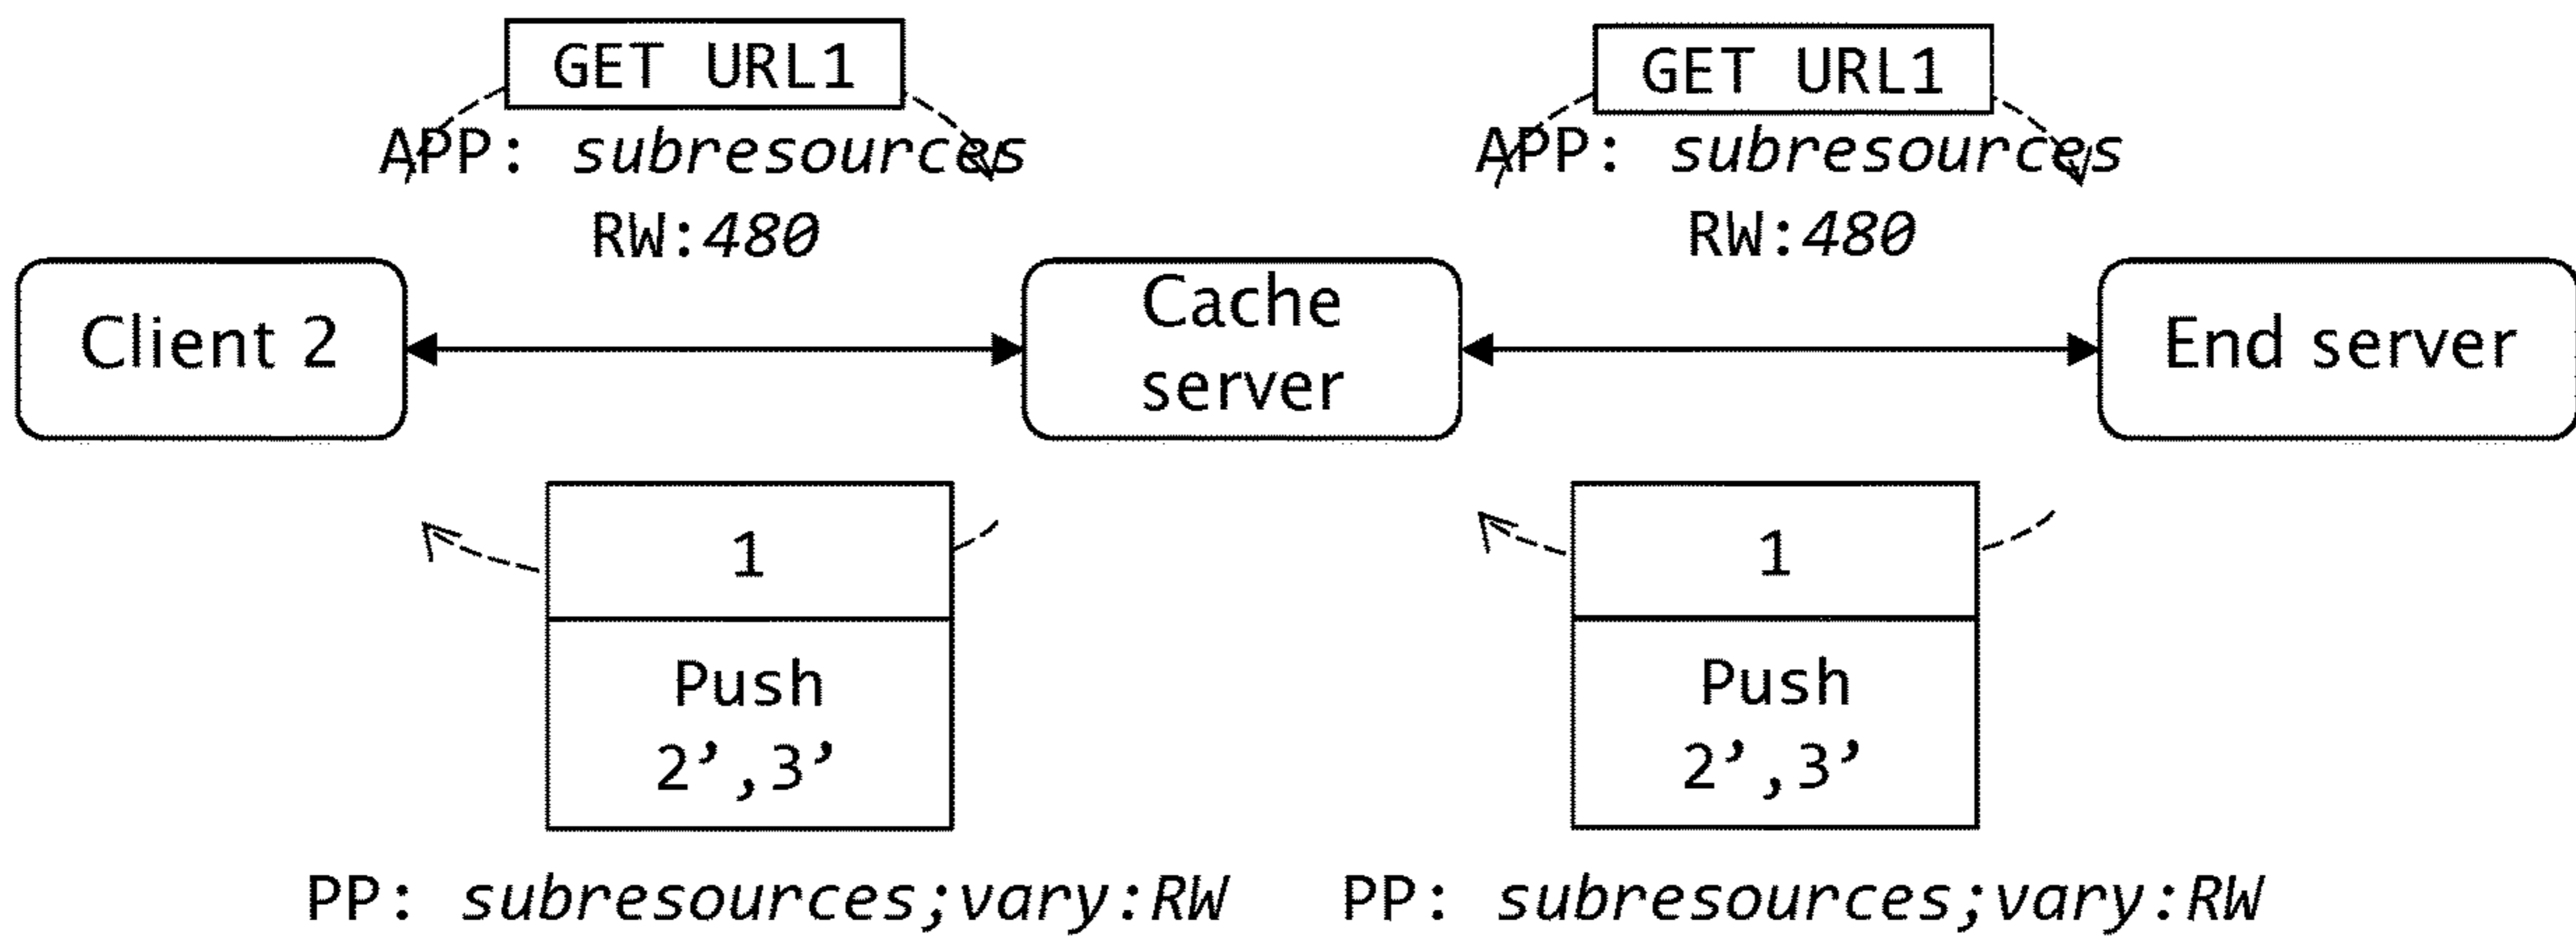 GET URL1
APP: subresources
RW:480
GET URL1
APP: subresources
RW:480
Client 2
Cache
server
End server
1
Push
2’,3’
PP: subresources;vary:RW
1
Push
2’,3’
PP: subresources;vary:RW